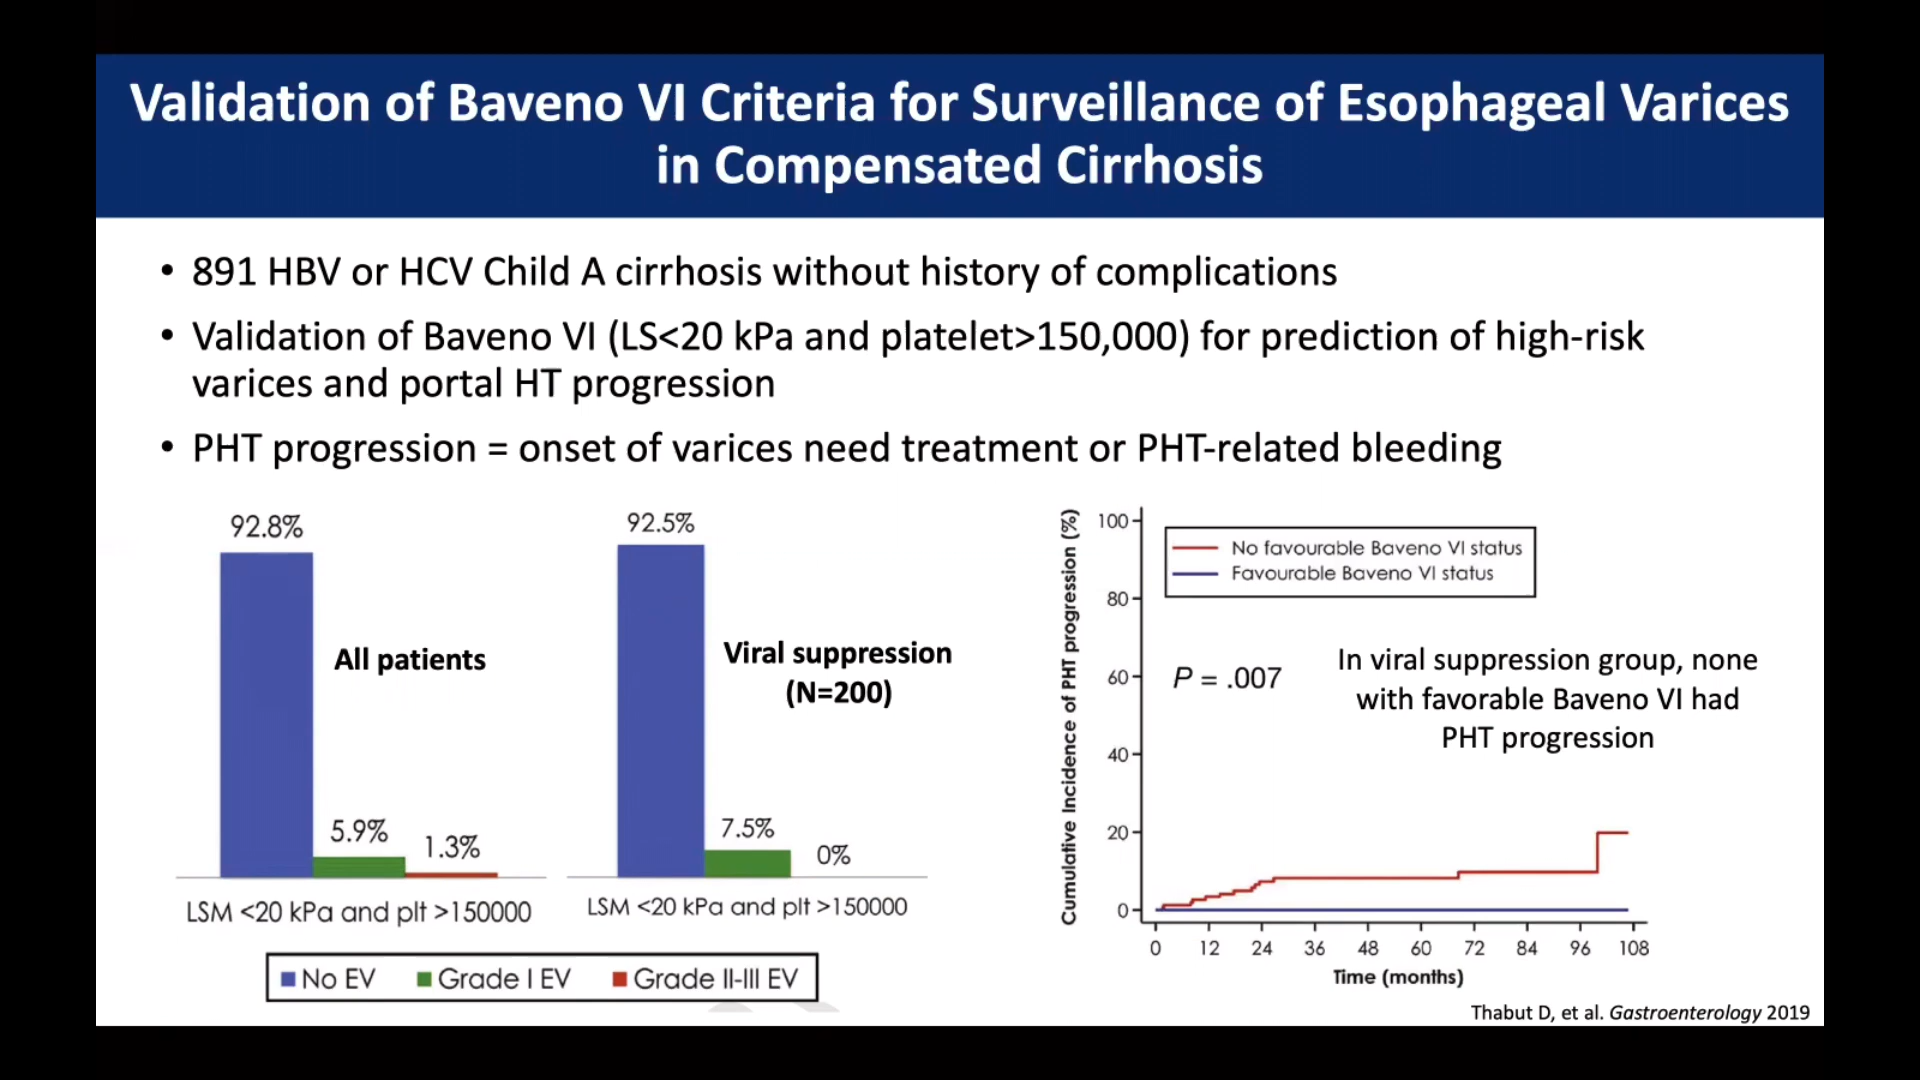 Validation of Baveno VI Criteria for Surveillance of Esophageal Varices
in Compensated Cirrhosis
• 891 HBV or HCV Child A cirrhosis without history of complications
• Validation of Baveno VI (LS<20 kPa and platelet>150,000) for prediction of high-risk
varices and portal HT progression
• PHT progression = onset of varices need treatment or PHT-related bleeding
92.8%
5.9%
1.3%
All patients
LSM <20 kPa and plt >150000
92.5%
7.5%
0%
Viral suppression
(N=200)
LSM <20 kPa and plt >150000
No EV
Grade I EV
Grade II-III EV
Cumulative Incidence of PHT progression (%)
100
80
60
40
20
0
No favourable Baveno VI status
Favourable Baveno VI status
P = .007
In viral suppression group, none
with favorable Baveno VI had
PHT progression
0 12 24 36 48 60 72 84 96 108
Time (months)
Thabut D, et al. Gastroenterology 2019